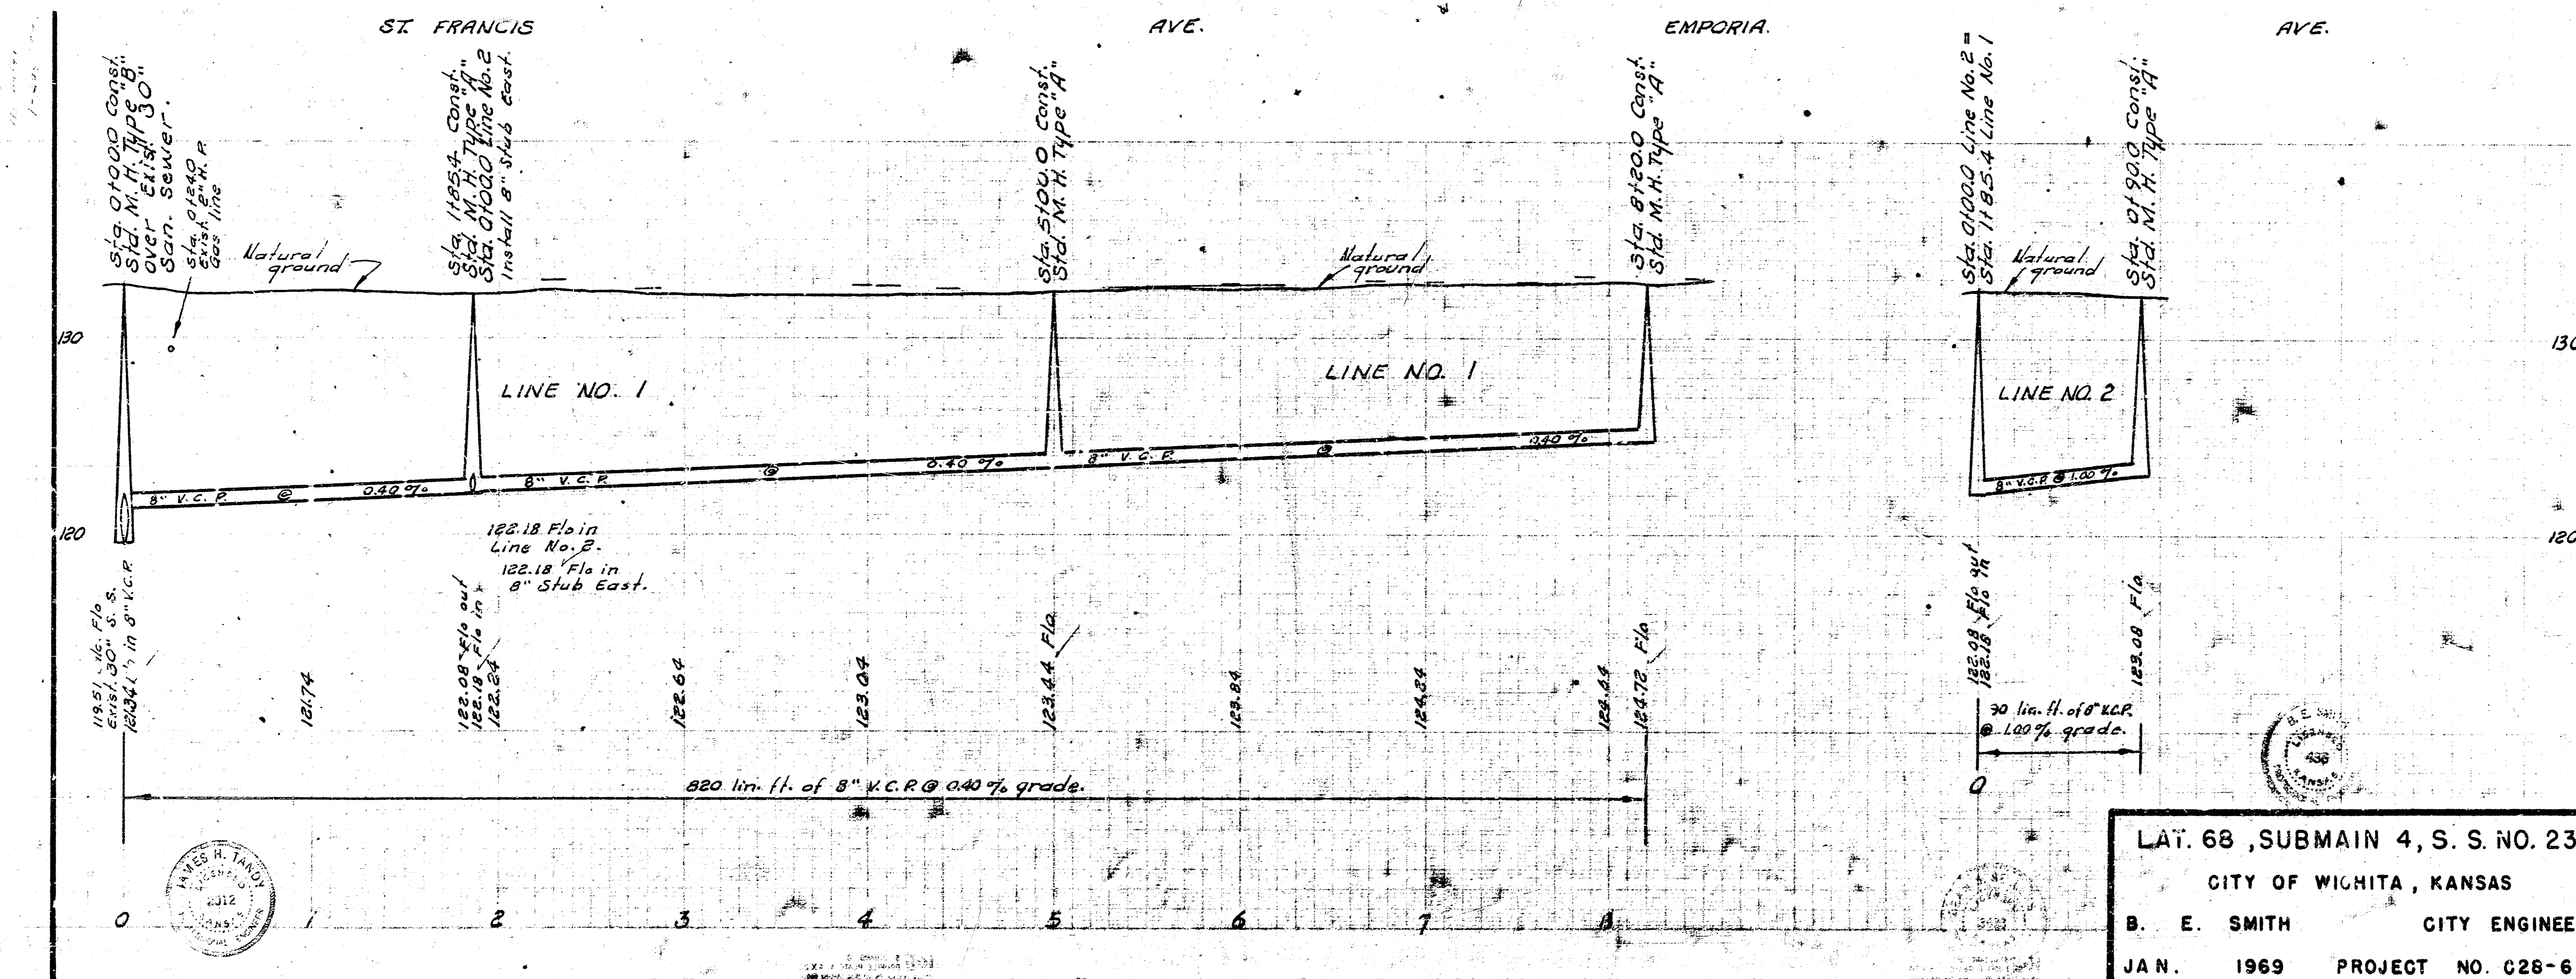 ST. FRANCIS AVE. EMPORIA. AVE.
Sta. 0+00.0 Const.
Std. M. H. Type "B"
over Exist. 30"
San. Sewer.
Sta. 0+24.0
Exist. 2" H. P.
Gas line
Natural
ground
Sta. 1+85.4 Const.
Std. M. H. Type "A"
Sta. 0+00.0 Line No. 2
Install 8" Stub East.
Sta. 5+00.0 Const.
Std. M. H. Type "A"
Natural
ground
Sta. 8+20.0 Const.
Std. M. H. Type "A"
Sta. 0+00.0 Line No. 2 =
Sta. 1+85.4 Line No. 1
Natural
ground
Sta. 0+90.0 Const.
Std. M. H. Type "A"
130
130
LINE NO. 1
LINE NO. 1
LINE NO. 2
8" V. C. P. @ 0.40 %
8" V. C. P. @ 0.40 %
8" V. C. P. @ 0.40 %
8" V.C.P. @ 1.00 %
120
120
122.18 Flo in
Line No. 2.
122.18 Flo in
8" Stub East.
119.51 Flo
Exist. 30" S. S.
121.34 in 8" V.C.P.
121.74
122.08 Flo out
122.18 Flo in
122.24
122.64
123.04
123.44 Flo
123.84
124.24
124.64
124.72 Flo
122.08 Flo out
122.18 Flo in
123.08 Flo
90 lin. ft. of 8" V.C.P.
@ 1.00 % grade.
820 lin. ft. of 8" V. C. P. @ 0.40 % grade.
0
JAMES H. TANDY
LICENSED
2012
KANSAS
B. E. SMITH
LICENSED
436
KANSAS
0 1 2 3 4 5 6 7 8
LAT. 68 , SUBMAIN 4, S. S. NO. 23
CITY OF WICHITA , KANSAS
B. E. SMITH CITY ENGINEE
JAN. 1969 PROJECT NO. C28-6